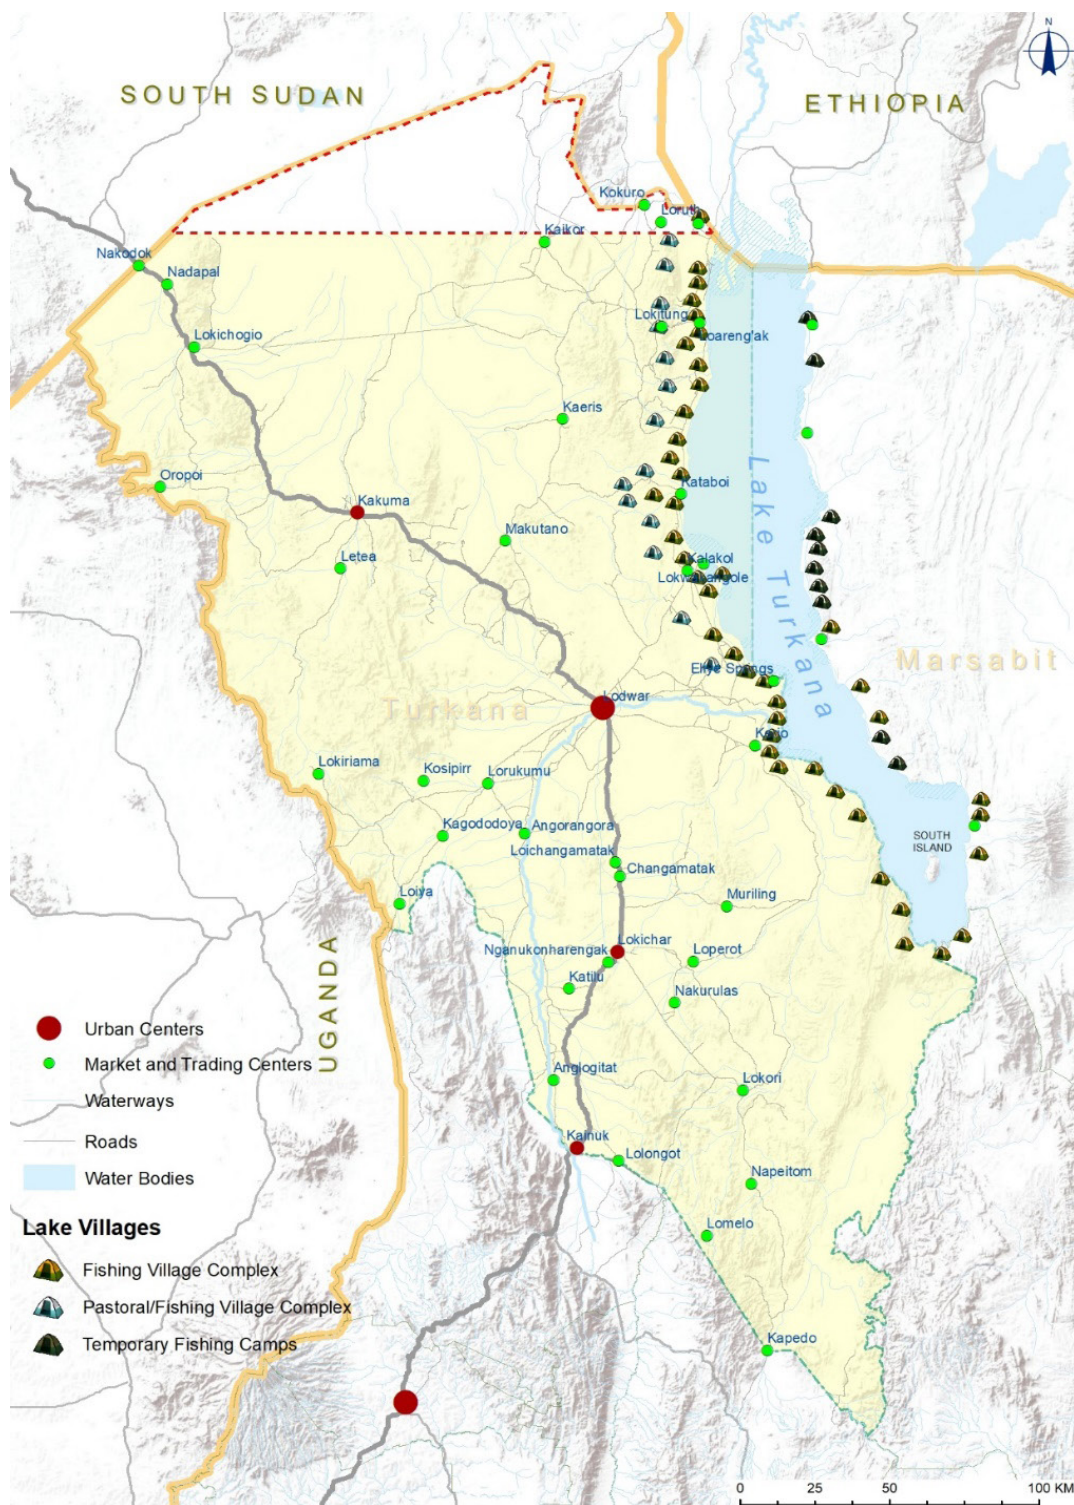 N
SOUTH SUDAN
ETHIOPIA
Kokuro
Loruth
Kaikor
Nakodok
Nadapal
Lokitung
Loareng'ak
Lokichogio
Kaeris
Oropoi
Kataboi
Kakuma
Makutano
Letea
Kalakol
Lake Turkana
Marsabit
Eliye Springs
Lodwar
Turkana
Kerio
Lokiriama
Kosipirr
Lorukumu
Kagododoya
Angorangora
SOUTH
ISLAND
Loichangamatak
Changamatak
Loiya
Muriling
UGANDA
Lokichar
Nganukonharengak
Loperot
Katilu
Nakurulas
Urban Centers
Market and Trading Centers
Waterways
Roads
Water Bodies
Anglogitat
Lokori
Kainuk
Lolongot
Napeitom
Lomelo
Lake Villages
Fishing Village Complex
Pastoral/Fishing Village Complex
Temporary Fishing Camps
Kapedo
0 25 50 100 KM